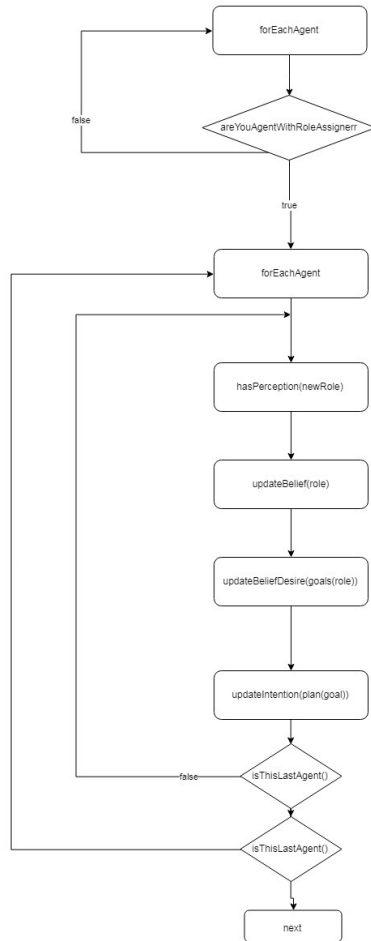 forEachAgent
areYouAgentWithRoleAssignerr
false
true
forEachAgent
hasPerception(newRole)
updateBelief(role)
updateBeliefDesire(goals(role))
updateIntention(plan(goal))
isThisLastAgent()
false
isThisLastAgent()
next